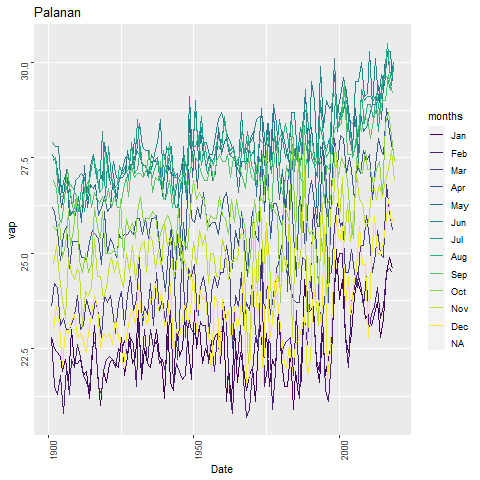 Palanan
30.0
27.5
25.0
22.5
vap
1900
1950
2000
Date
months
Jan
Feb
Mar
Apr
May
Jun
Jul
Aug
Sep
Oct
Nov
Dec
NA